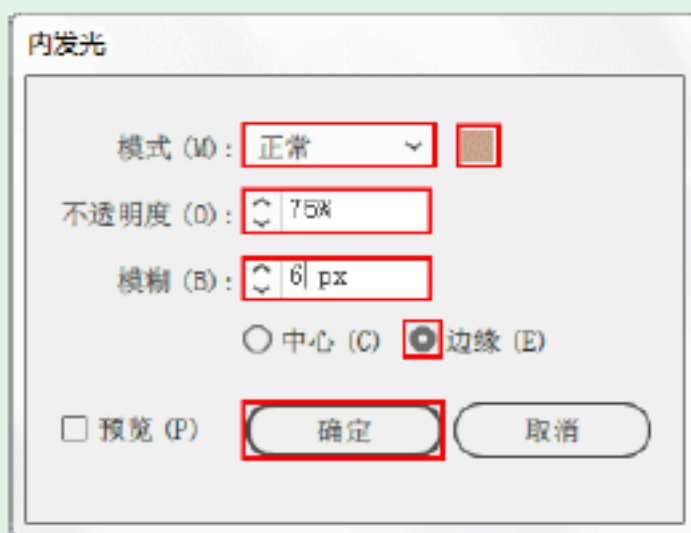 内发光
模式 (M): 正常
不透明度 (O): 75%
模糊 (B): 6 px
中心 (C) 边缘 (E)
预览 (P) 确定 取消